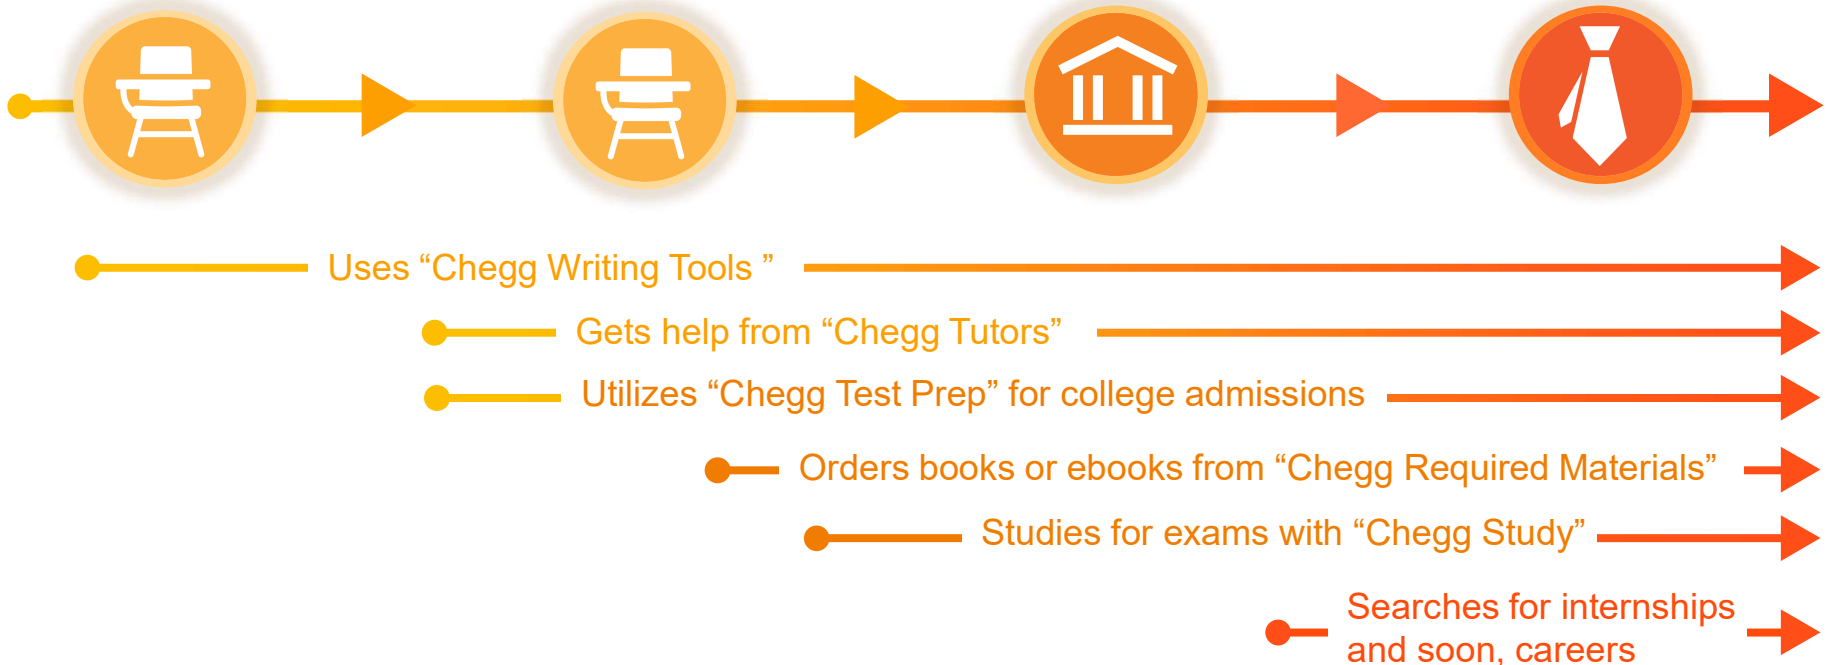 Uses “Chegg Writing Tools ”
Gets help from “Chegg Tutors”
Utilizes “Chegg Test Prep” for college admissions
Orders books or ebooks from “Chegg Required Materials”
Studies for exams with “Chegg Study”
Searches for internships
and soon, careers